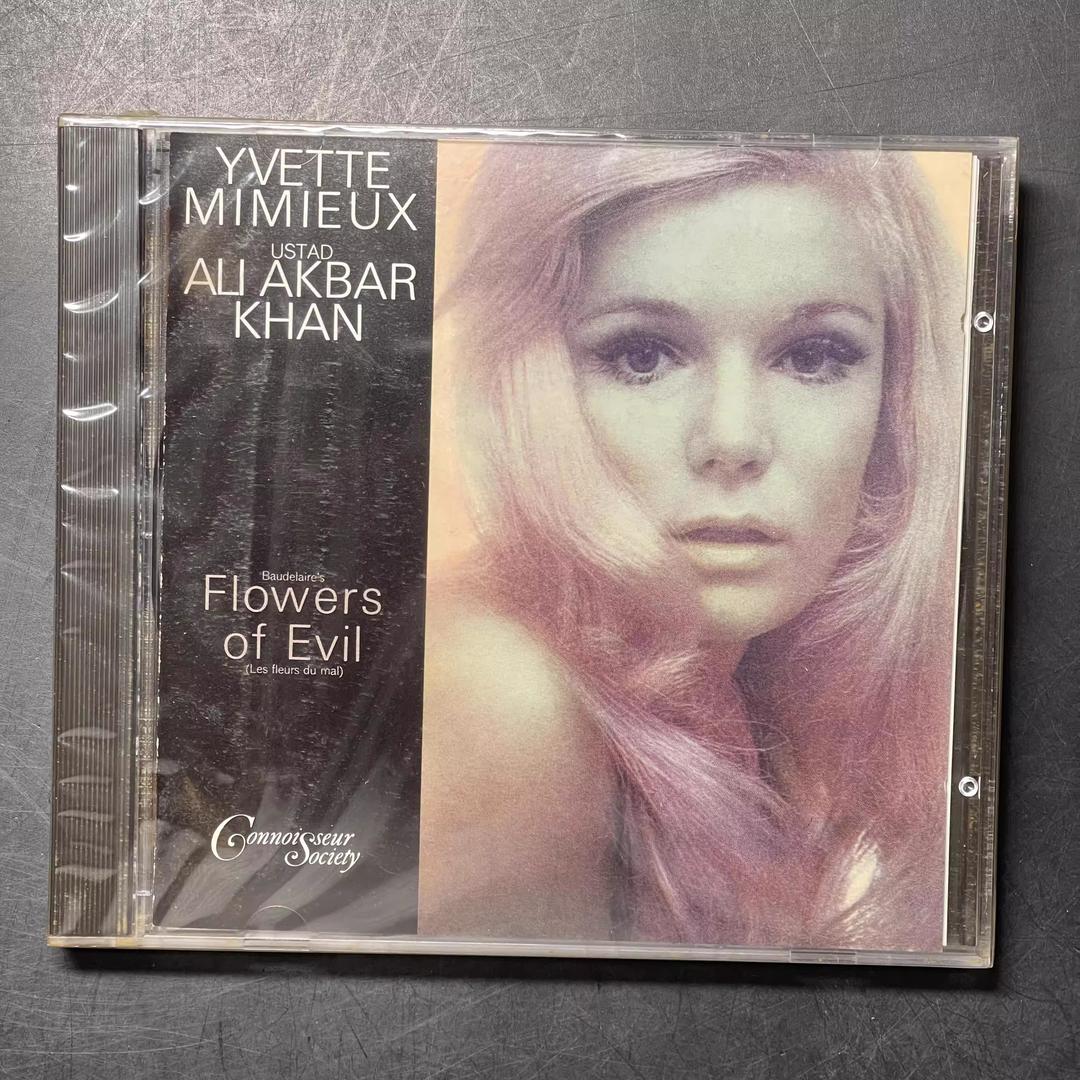 YVETTE
MIMIEUX
USTAD
ALI AKBAR
KHAN
Baudelaire's
Flowers
of Evil
(Les fleurs du mal)
Connoisseur
Society